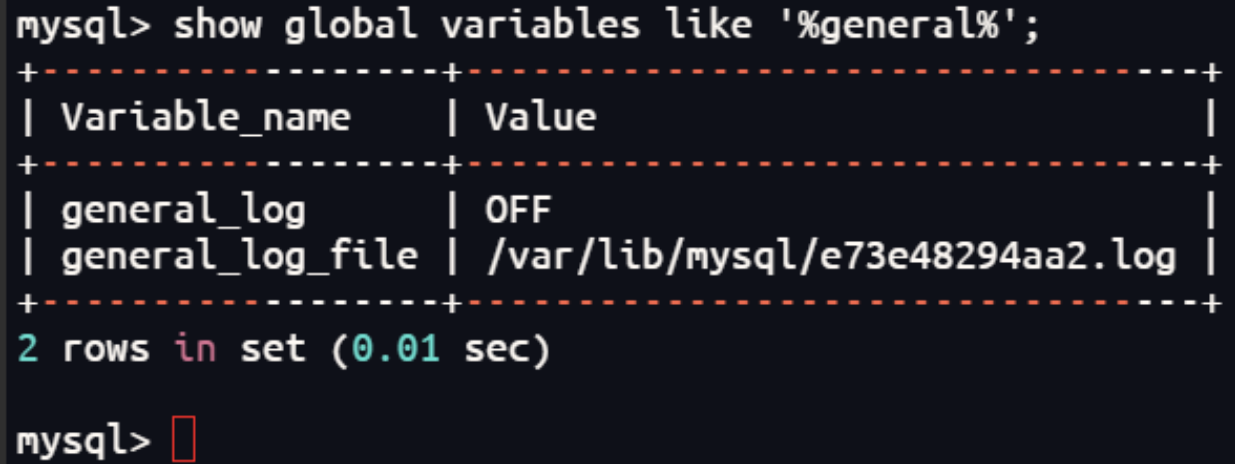 mysql> show global variables like '%general%';
+------------------+---------------------------------+
| Variable_name    | Value                           |
+------------------+---------------------------------+
| general_log      | OFF                             |
| general_log_file | /var/lib/mysql/e73e48294aa2.log |
+------------------+---------------------------------+
2 rows in set (0.01 sec)
mysql>